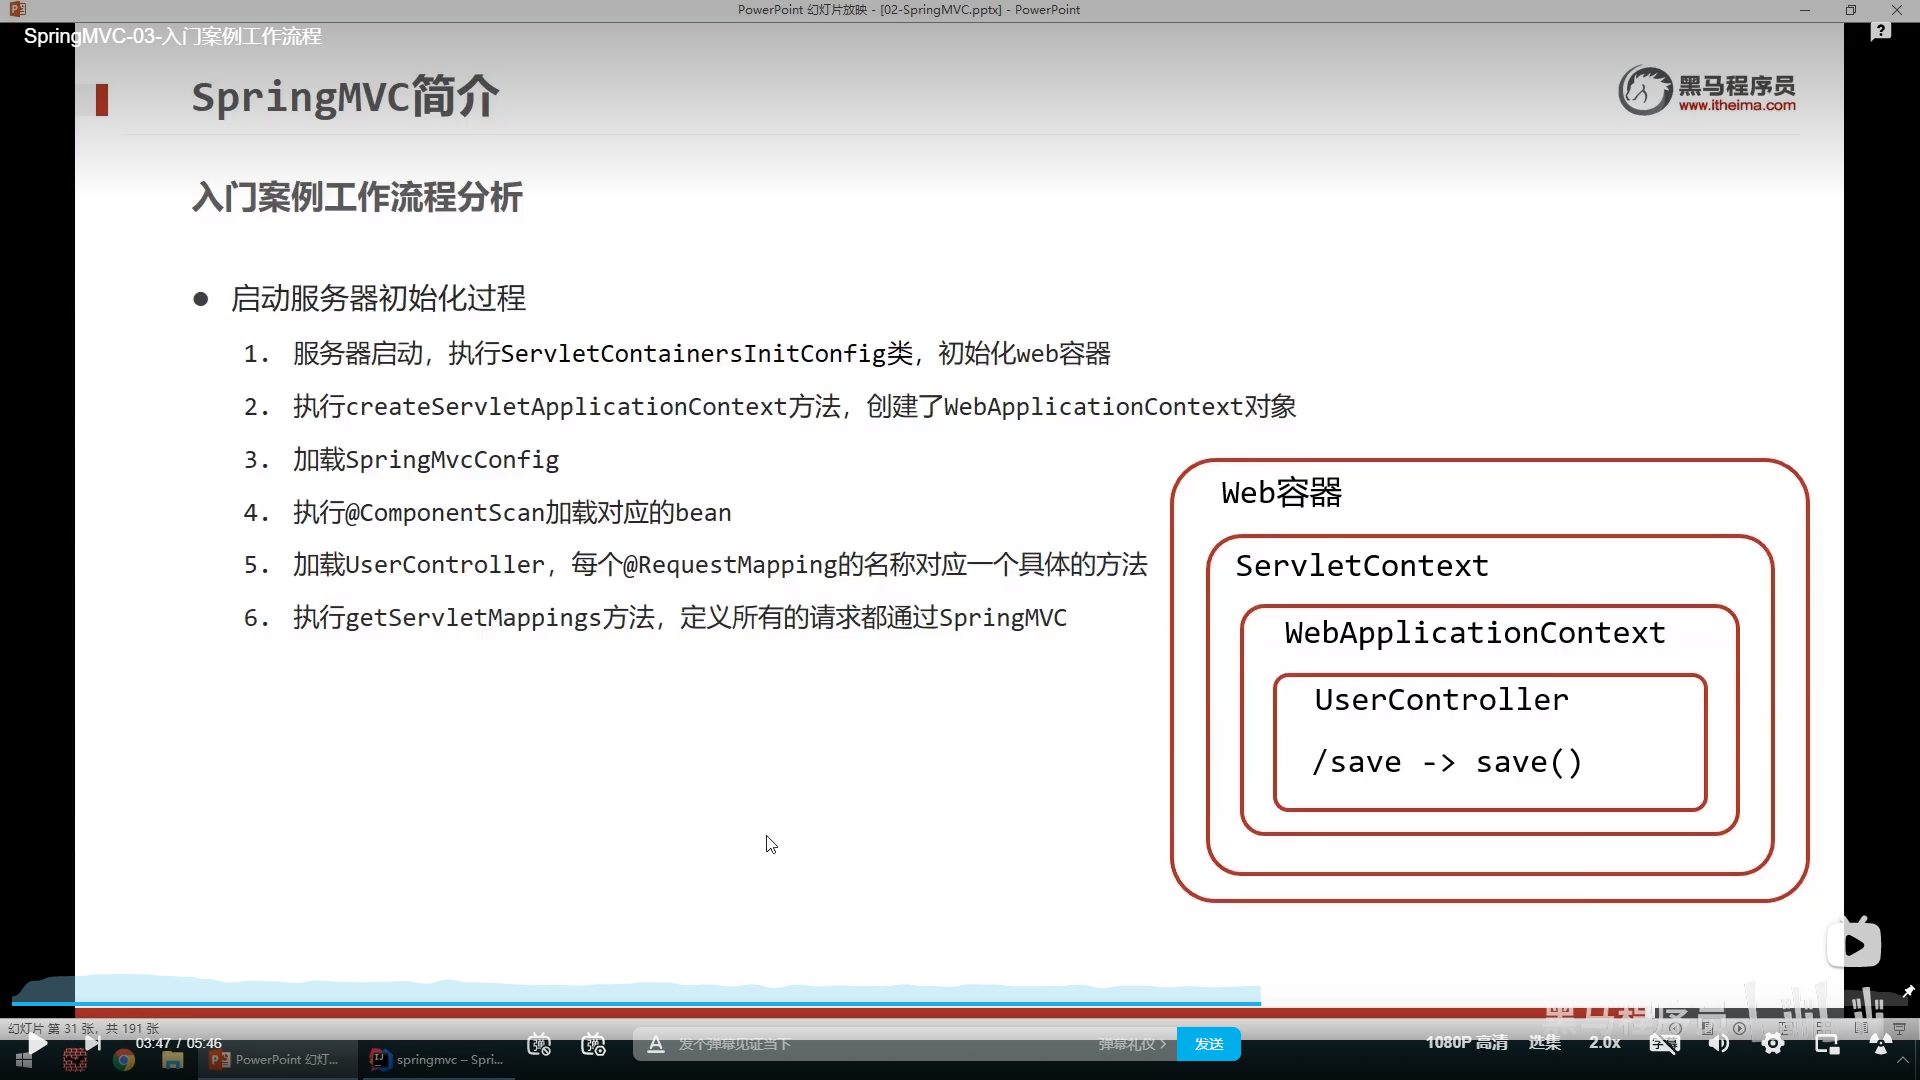 PowerPoint 幻灯片放映 - [02-SpringMVC.pptx] - PowerPoint
SpringMVC-03-入门案例工作流程
SpringMVC简介
黑马程序员
www.itheima.com
入门案例工作流程分析
● 启动服务器初始化过程
1. 服务器启动，执行ServletContainersInitConfig类，初始化web容器
2. 执行createServletApplicationContext方法，创建了WebApplicationContext对象
3. 加载SpringMvcConfig
4. 执行@ComponentScan加载对应的bean
5. 加载UserController，每个@RequestMapping的名称对应一个具体的方法
6. 执行getServletMappings方法，定义所有的请求都通过SpringMVC
Web容器
ServletContext
WebApplicationContext
UserController
/save -> save()
幻灯片 第 31 张，共 191 张
03:47 / 05:46
发个弹幕见证当下
弹幕礼仪 >
发送
1080P 高清
选集
2.0x
PowerPoint 幻灯...
springmvc – Spri...